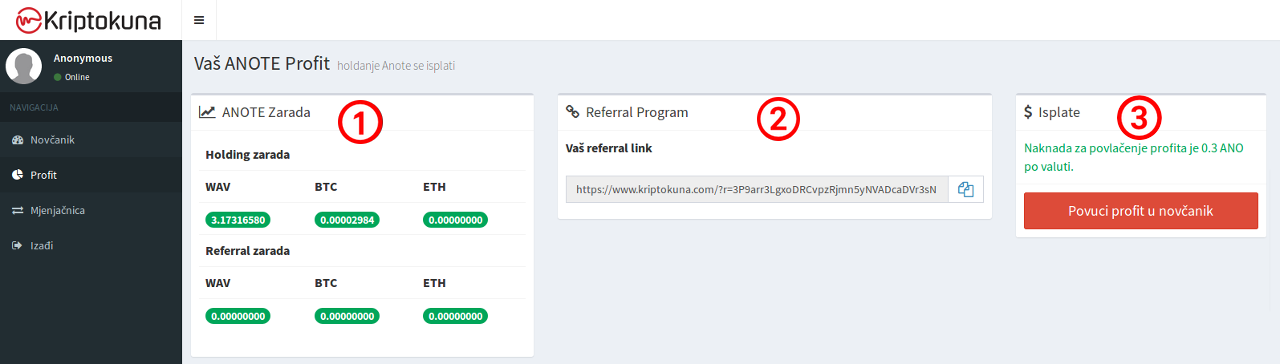 Kriptokuna
Anonymous
Online
NAVIGACIJA
Novčanik
Profit
Mjenjačnica
Izađi
Vaš ANOTE Profit holdanje Anote se isplati
ANOTE Zarada
1
Holding zarada
WAV BTC ETH
3.17316580 0.00002984 0.00000000
Referral zarada
WAV BTC ETH
0.00000000 0.00000000 0.00000000
Referral Program
2
Vaš referral link
https://www.kriptokuna.com/?r=3P9arr3LgxoDRCvpzRjmn5yNVADcaDVr3sN
Isplate
3
Naknada za povlačenje profita je 0.3 ANO
po valuti.
Povuci profit u novčanik